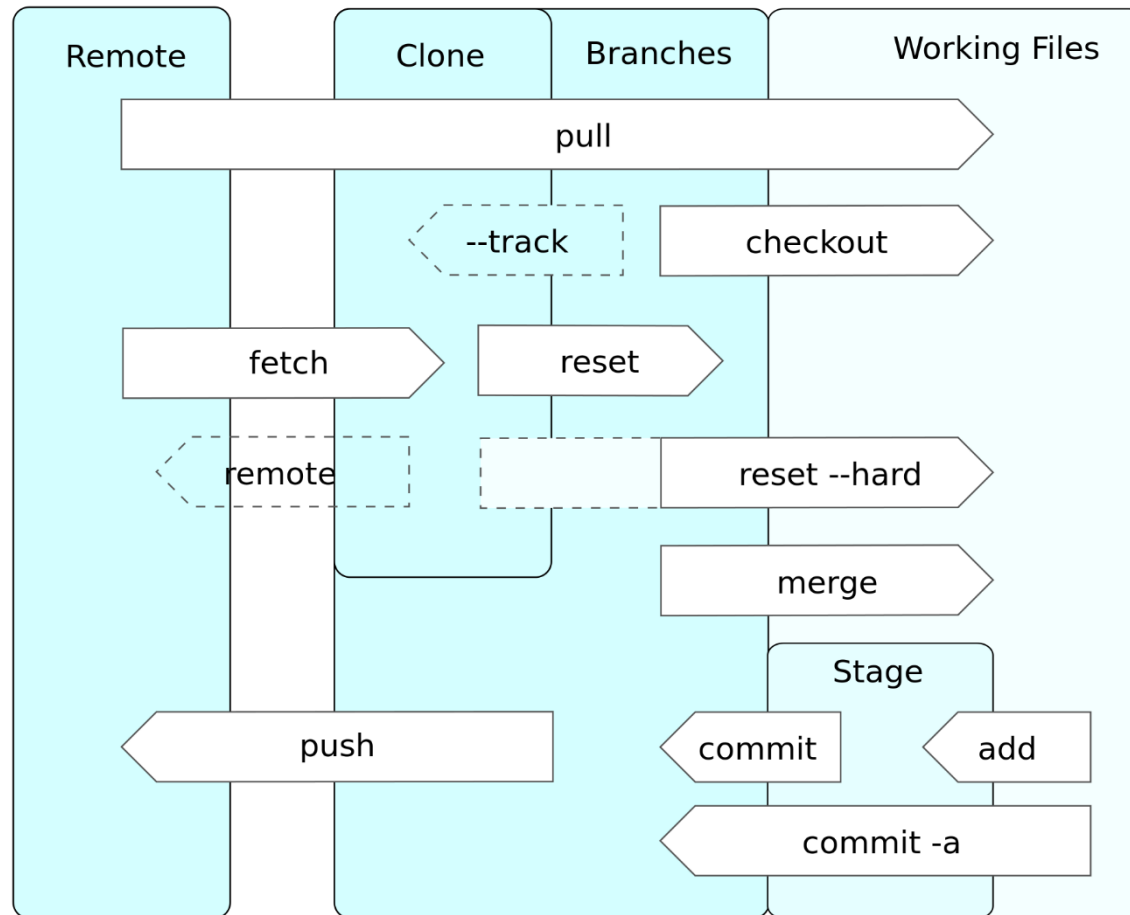 Remote
Clone
Branches
Working Files
pull
--track
checkout
fetch
reset
remote
reset --hard
merge
Stage
push
commit
add
commit -a